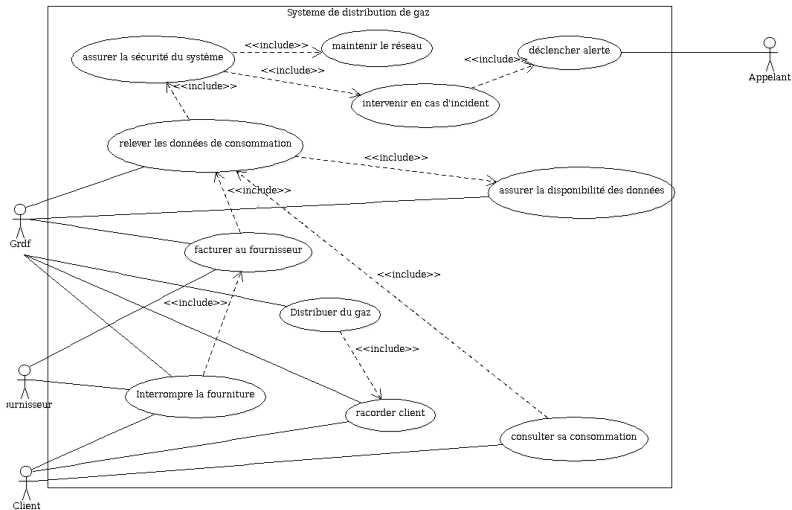 Systeme de distribution de gaz
assurer la sécurité du système
<<include>>
maintenir le réseau
<<include>>
déclencher alerte
<<include>>
<<include>>
intervenir en cas d'incident
Appelant
relever les données de consommation
<<include>>
<<include>>
assurer la disponibilité des données
Grdf
facturer au fournisseur
<<include>>
<<include>>
Distribuer du gaz
<<include>>
urnisseur
Interrompre la fourniture
racorder client
consulter sa consommation
Client